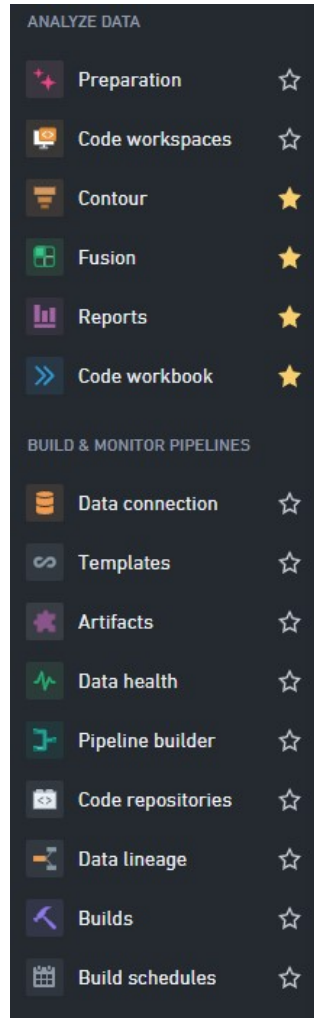 ANALYZE DATA
Preparation
Code workspaces
Contour
Fusion
Reports
Code workbook
BUILD & MONITOR PIPELINES
Data connection
Templates
Artifacts
Data health
Pipeline builder
Code repositories
Data lineage
Builds
Build schedules